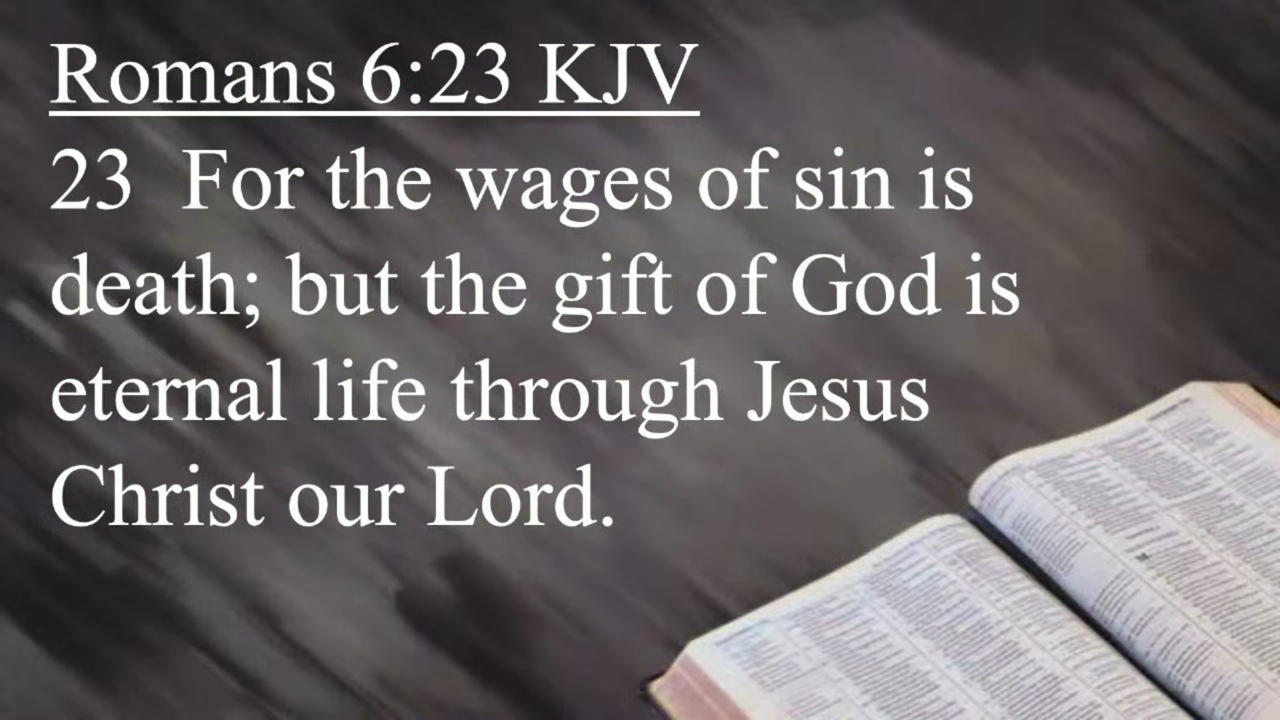 Romans 6:23 KJV
23 For the wages of sin is
death; but the gift of God is
eternal life through Jesus
Christ our Lord.